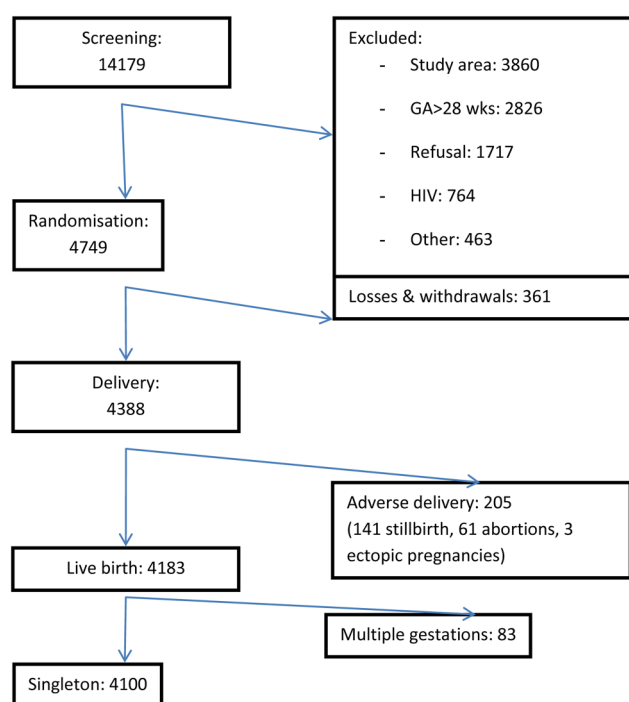 Screening:
14179
Excluded:
- Study area: 3860
- GA>28 wks: 2826
- Refusal: 1717
- HIV: 764
- Other: 463
Randomisation:
4749
Losses & withdrawals: 361
Delivery:
4388
Adverse delivery: 205
(141 stillbirth, 61 abortions, 3
ectopic pregnancies)
Live birth: 4183
Multiple gestations: 83
Singleton: 4100